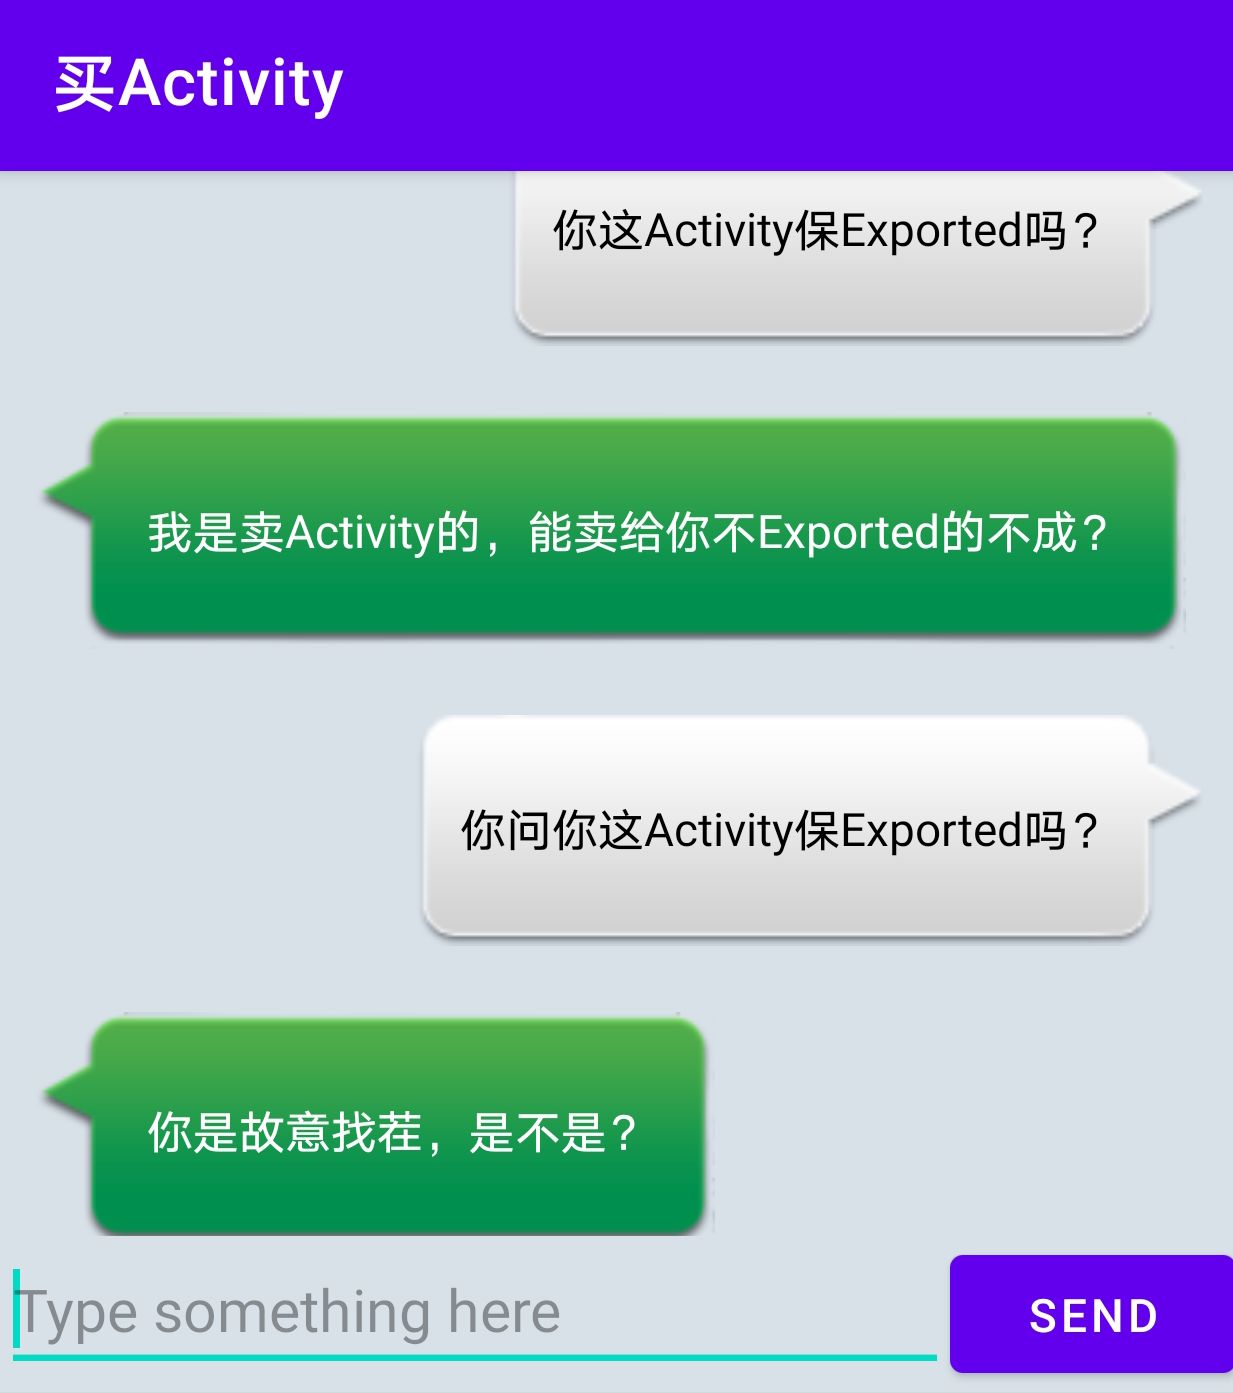 买Activity
你这Activity保Exported吗？
我是卖Activity的，能卖给你不Exported的不成？
你问你这Activity保Exported吗？
你是故意找茬，是不是？
Type something here
SEND